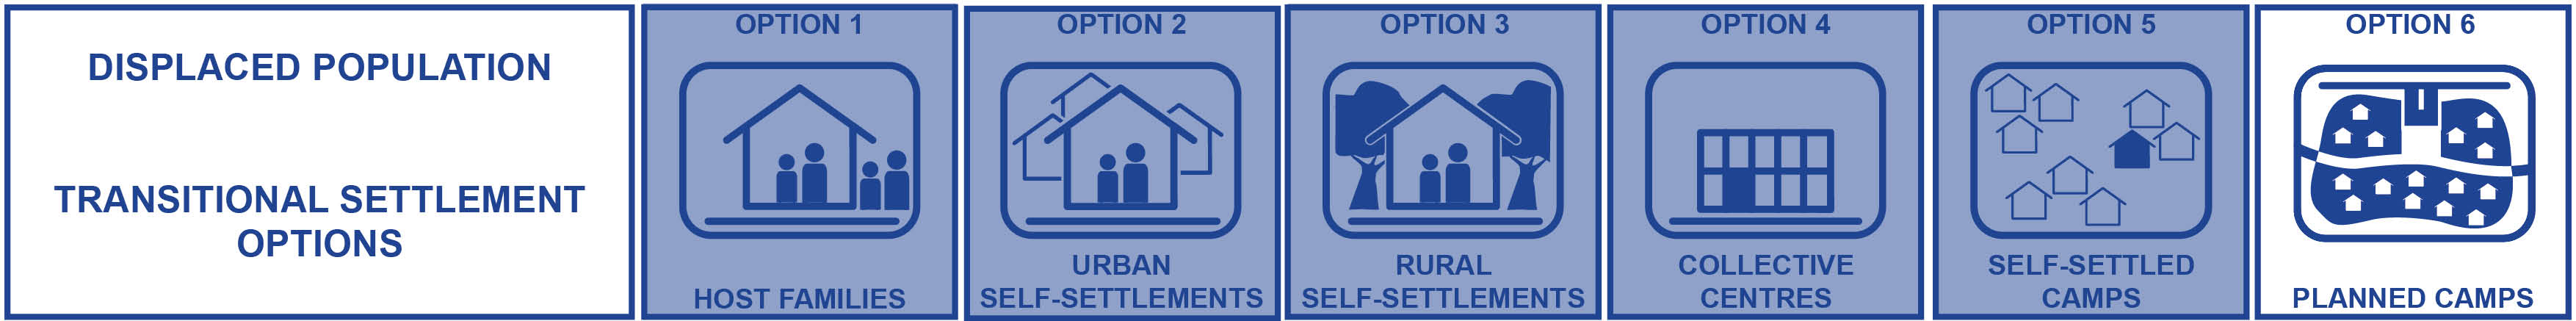 DISPLACED POPULATION
TRANSITIONAL SETTLEMENT
OPTIONS
OPTION 1
HOST FAMILIES
OPTION 2
URBAN
SELF-SETTLEMENTS
OPTION 3
RURAL
SELF-SETTLEMENTS
OPTION 4
COLLECTIVE
CENTRES
OPTION 5
SELF-SETTLED
CAMPS
OPTION 6
PLANNED CAMPS